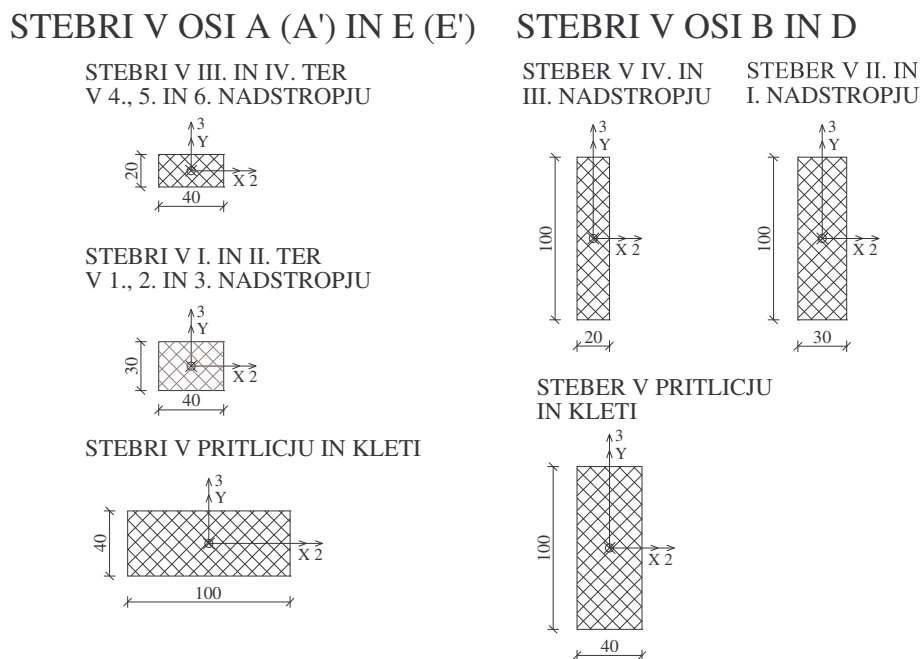 STEBRI V OSI A (A') IN E (E')
STEBRI V III. IN IV. TER
V 4., 5. IN 6. NADSTROPJU
3
Y
X 2
20
40
STEBRI V I. IN II. TER
V 1., 2. IN 3. NADSTROPJU
3
Y
X 2
30
40
STEBRI V PRITLICJU IN KLETI
3
Y
X 2
40
100
STEBRI V OSI B IN D
STEBER V IV. IN
III. NADSTROPJU
3
Y
X 2
100
20
STEBER V II. IN
I. NADSTROPJU
3
Y
X 2
100
30
STEBER V PRITLICJU
IN KLETI
3
Y
X 2
100
40